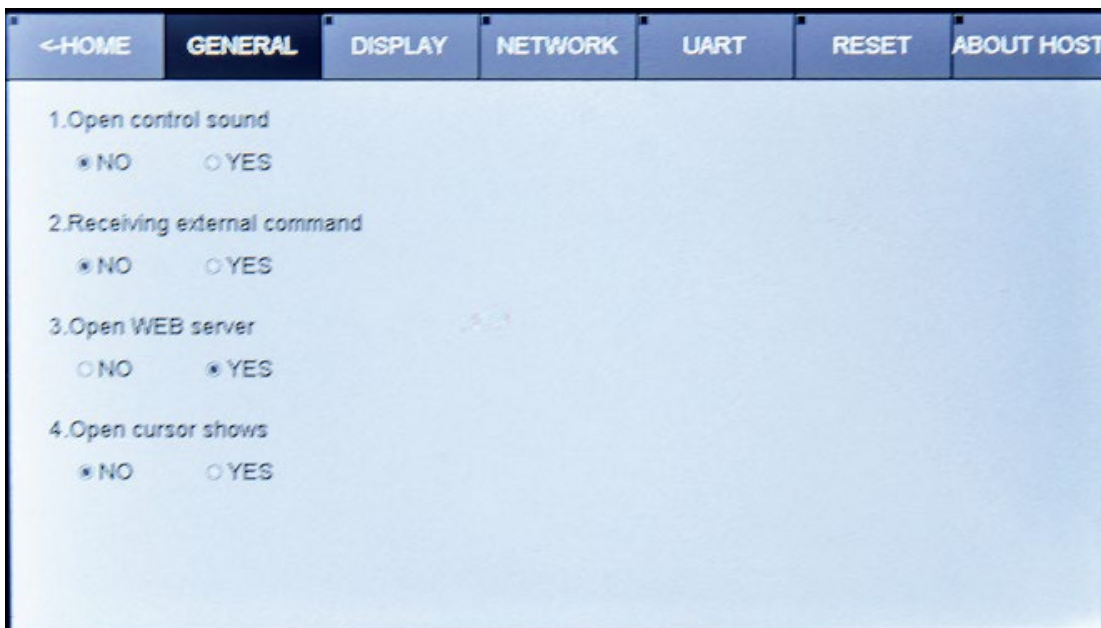 <-HOME GENERAL DISPLAY NETWORK UART RESET ABOUT HOST
1.Open control sound
NO YES
2.Receiving external command
NO YES
3.Open WEB server
NO YES
4.Open cursor shows
NO YES